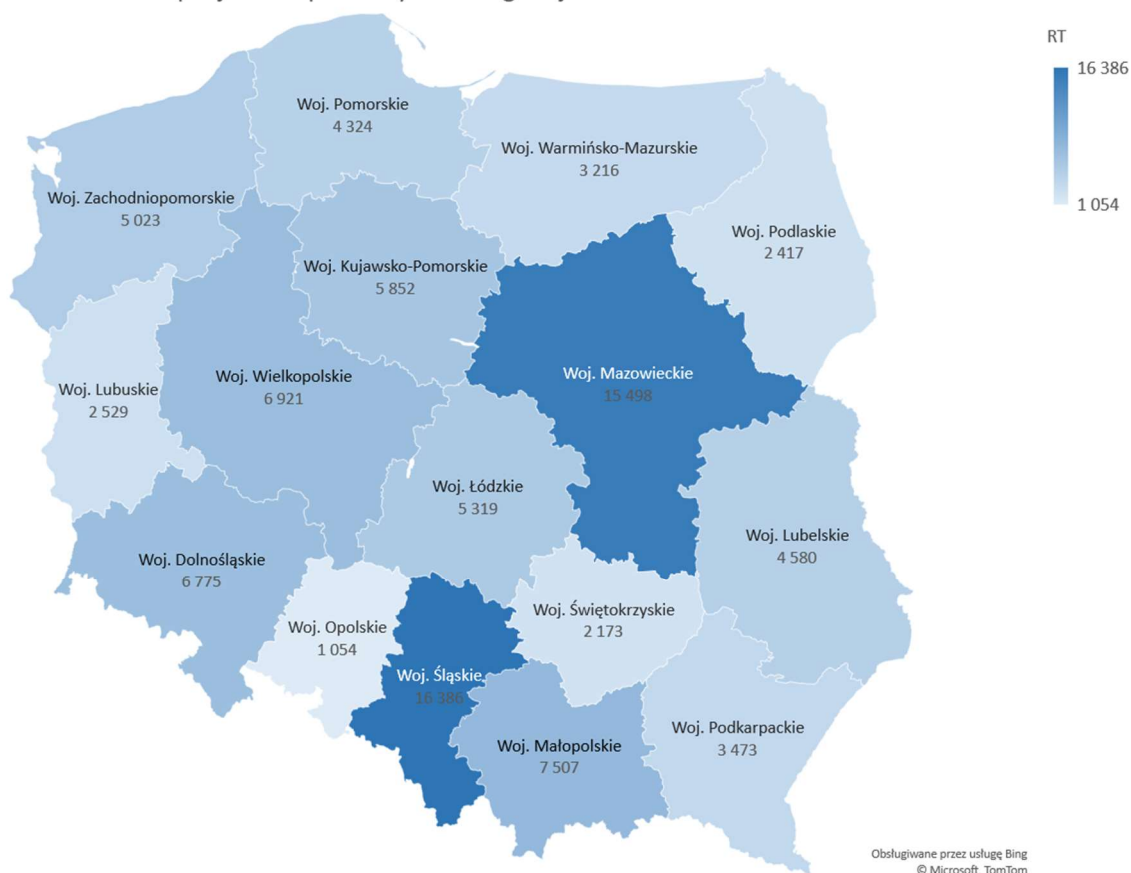 RT
16 386
1 054
Woj. Pomorskie
4 324
Woj. Warmińsko-Mazurskie
3 216
Woj. Zachodniopomorskie
5 023
Woj. Podlaskie
2 417
Woj. Kujawsko-Pomorskie
5 852
Woj. Mazowieckie
15 498
Woj. Wielkopolskie
6 921
Woj. Lubuskie
2 529
Woj. Łódzkie
5 319
Woj. Lubelskie
4 580
Woj. Dolnośląskie
6 775
Woj. Świętokrzyskie
2 173
Woj. Opolskie
1 054
Woj. Śląskie
16 386
Woj. Podkarpackie
3 473
Woj. Małopolskie
7 507
Obsługiwane przez usługę Bing
© Microsoft, TomTom